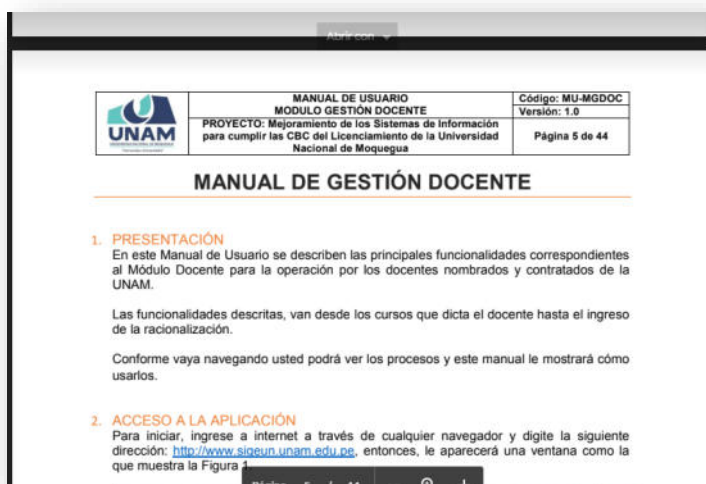 Abrir con
UNAM
MANUAL DE USUARIO
MODULO GESTIÓN DOCENTE
PROYECTO: Mejoramiento de los Sistemas de Información
para cumplir las CBC del Licenciamiento de la Universidad
Nacional de Moquegua
Código: MU-MGDOC
Versión: 1.0
Página 5 de 44
MANUAL DE GESTIÓN DOCENTE
1. PRESENTACIÓN
En este Manual de Usuario se describen las principales funcionalidades correspondientes
al Módulo Docente para la operación por los docentes nombrados y contratados de la
UNAM.
Las funcionalidades descritas, van desde los cursos que dicta el docente hasta el ingreso
de la racionalización.
Conforme vaya navegando usted podrá ver los procesos y este manual le mostrará cómo
usarlos.
2. ACCESO A LA APLICACIÓN
Para iniciar, ingrese a internet a través de cualquier navegador y digite la siguiente
dirección: http://www.sigeun.unam.edu.pe, entonces, le aparecerá una ventana como la
que muestra la Figura 1.